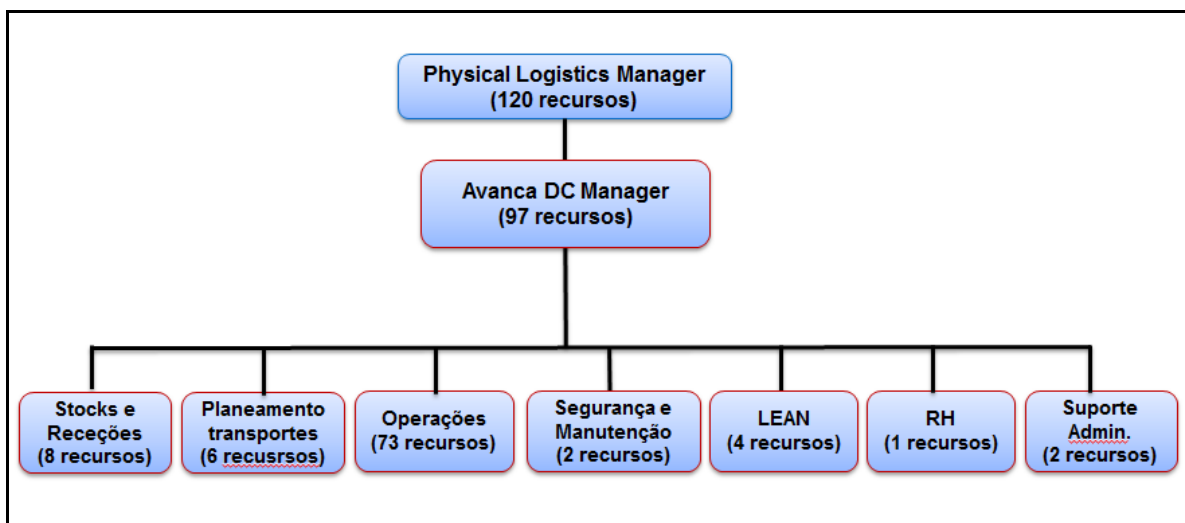 Physical Logistics Manager
(120 recursos)
Avanca DC Manager
(97 recursos)
Stocks e
Receções
(8 recursos)
Planeamento
transportes
(6 recusrsos)
Operações
(73 recursos)
Segurança e
Manutenção
(2 recursos)
LEAN
(4 recursos)
RH
(1 recursos)
Suporte
Admin.
(2 recursos)